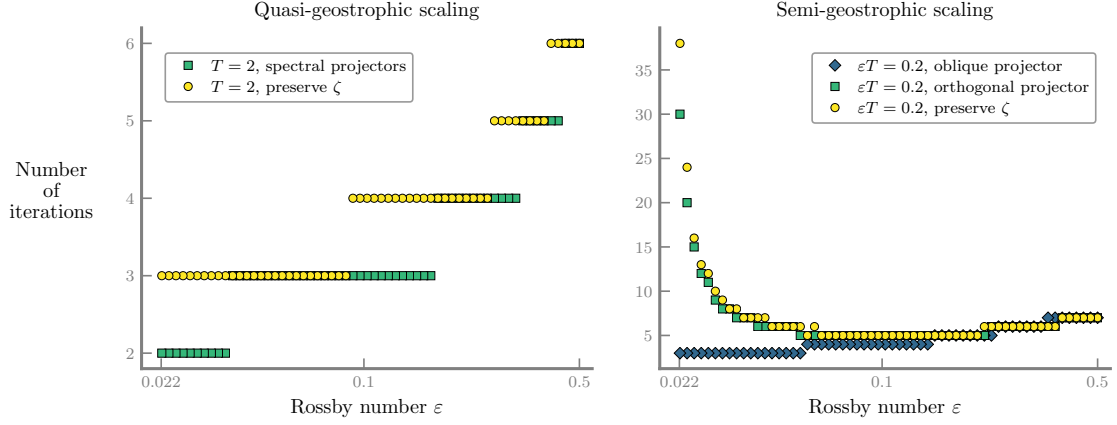 Quasi-geostrophic scaling
6
5
4
3
2
T = 2, spectral projectors
T = 2, preserve ζ
Number
of
iterations
0.022
0.1
0.5
Rossby number ε
Semi-geostrophic scaling
35
30
25
20
15
10
5
εT = 0.2, oblique projector
εT = 0.2, orthogonal projector
εT = 0.2, preserve ζ
0.022
0.1
0.5
Rossby number ε